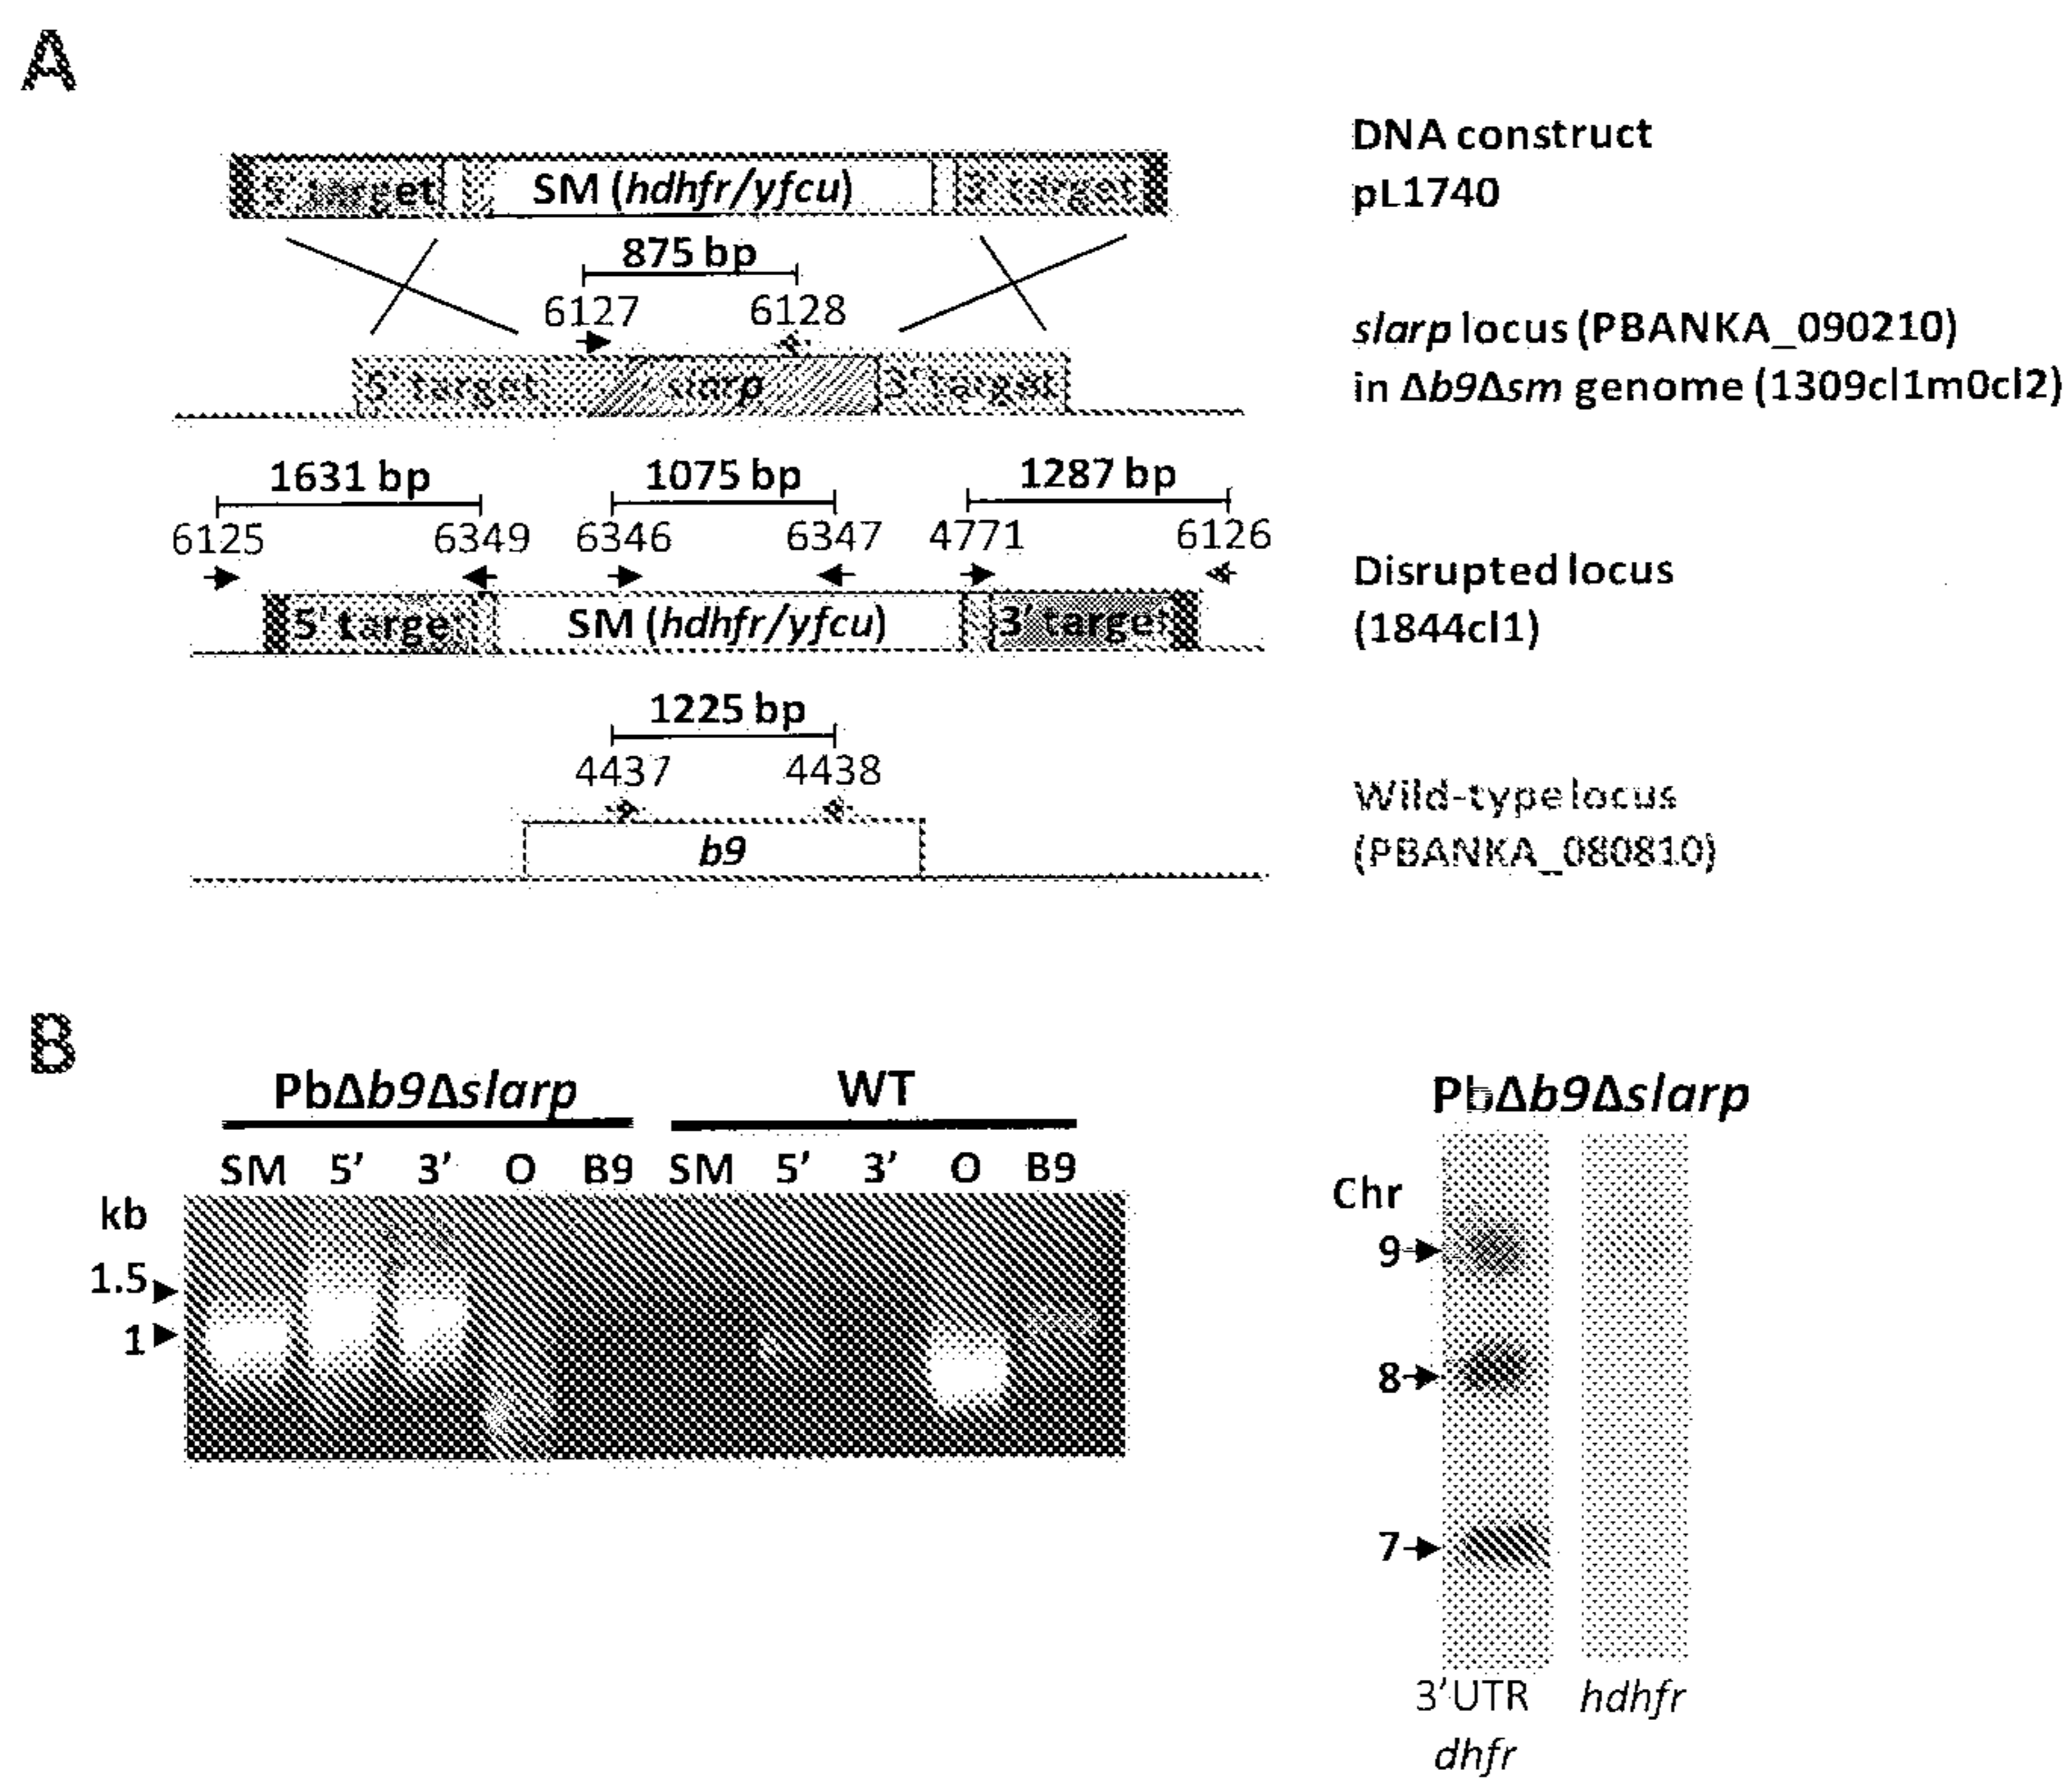 A
DNA construct
pL1740
5' target SM (hdhfr/yfcu) 3' target
875 bp
6127 6128
slarp locus (PBANKA_090210)
in Δb9Δsm genome (1309cl1m0cl2)
5' target slarp 3' target
1631 bp 1075 bp 1287 bp
6125 6349 6346 6347 4771 6126
Disrupted locus
(1844cl1)
5' target SM (hdhfr/yfcu) 3' target
1225 bp
4437 4438
Wild-type locus
(PBANKA_080810)
b9
B
PbΔb9Δslarp WT
SM 5' 3' O B9 SM 5' 3' O B9
kb
1.5
1
PbΔb9Δslarp
Chr
9
8
7
3'UTR
dhfr
hdhfr